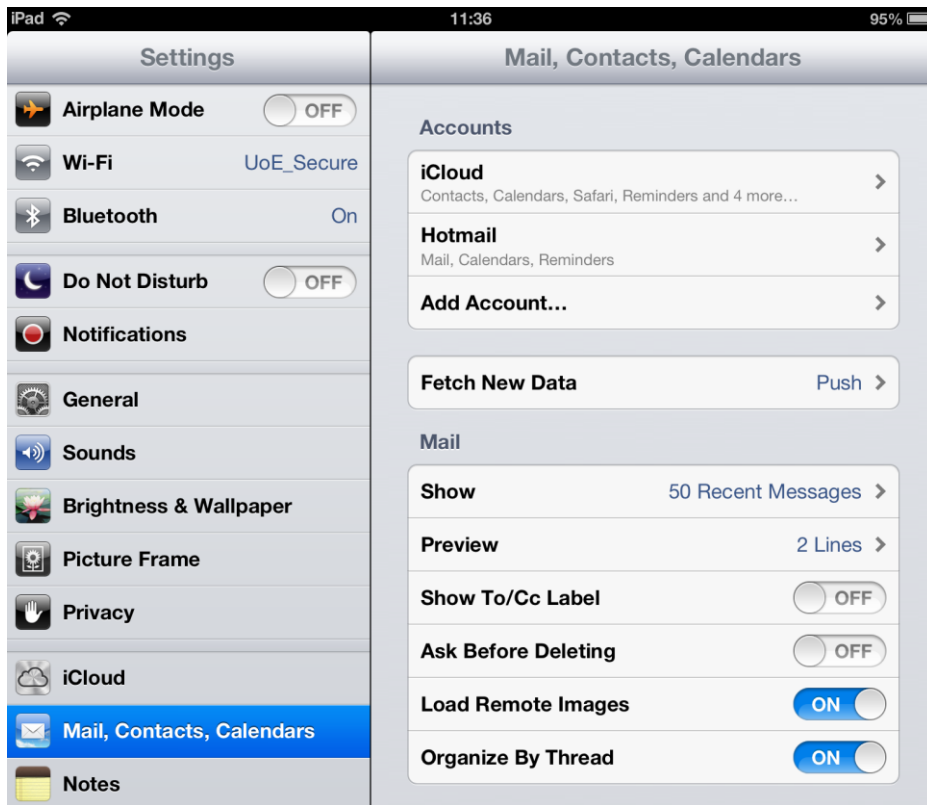 iPad 11:36 95%
Settings
Airplane Mode OFF
Wi-Fi UoE_Secure
Bluetooth On
Do Not Disturb OFF
Notifications
General
Sounds
Brightness & Wallpaper
Picture Frame
Privacy
iCloud
Mail, Contacts, Calendars
Notes
Mail, Contacts, Calendars
Accounts
iCloud
Contacts, Calendars, Safari, Reminders and 4 more...
Hotmail
Mail, Calendars, Reminders
Add Account...
Fetch New Data Push
Mail
Show 50 Recent Messages
Preview 2 Lines
Show To/Cc Label OFF
Ask Before Deleting OFF
Load Remote Images ON
Organize By Thread ON